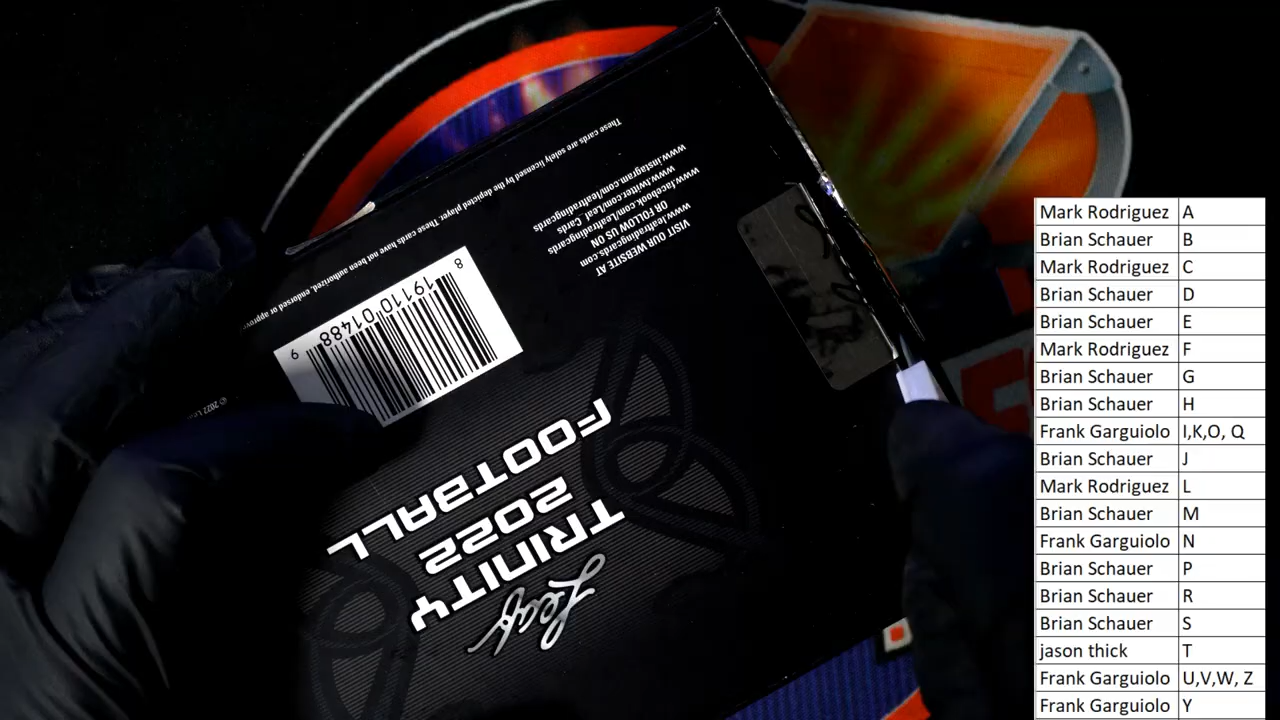 These cards are solely licensed by the depicted player. These cards have not been authorized, endorsed or approv
VISIT OUR WEBSITE AT
www.leaftradingcards.com
OR FOLLOW US ON
www.facebook.com/leaftradingcards
www.twitter.com/Leaf_Cards
www.instagram.com/leaftradingcards
8 19110 01488 9
© 2022 Lea
Leaf
TRINITY
2022
FOOTBALL
Mark Rodriguez A
Brian Schauer B
Mark Rodriguez C
Brian Schauer D
Brian Schauer E
Mark Rodriguez F
Brian Schauer G
Brian Schauer H
Frank Garguiolo I,K,O, Q
Brian Schauer J
Mark Rodriguez L
Brian Schauer M
Frank Garguiolo N
Brian Schauer P
Brian Schauer R
Brian Schauer S
jason thick T
Frank Garguiolo U,V,W, Z
Frank Garguiolo Y